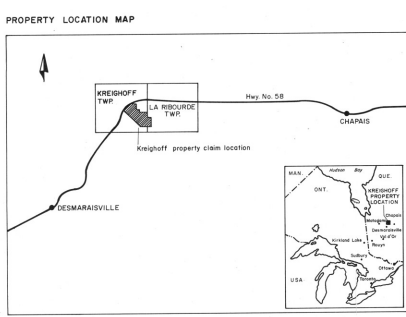 PROPERTY LOCATION MAP
KREIGHOFF
TWP.
LA RIBOURDE
TWP.
Hwy. No. 58
CHAPAIS
Kreighoff property claim location
DESMARAISVILLE
MAN.
Hudson Bay
QUE.
ONT.
KREIGHOFF
PROPERTY
LOCATION
Chapais
Matagami
Desmaraisville
Val d'Or
Kirkland Lake
Rouyn
Sudbury
Ottawa
Toronto
USA